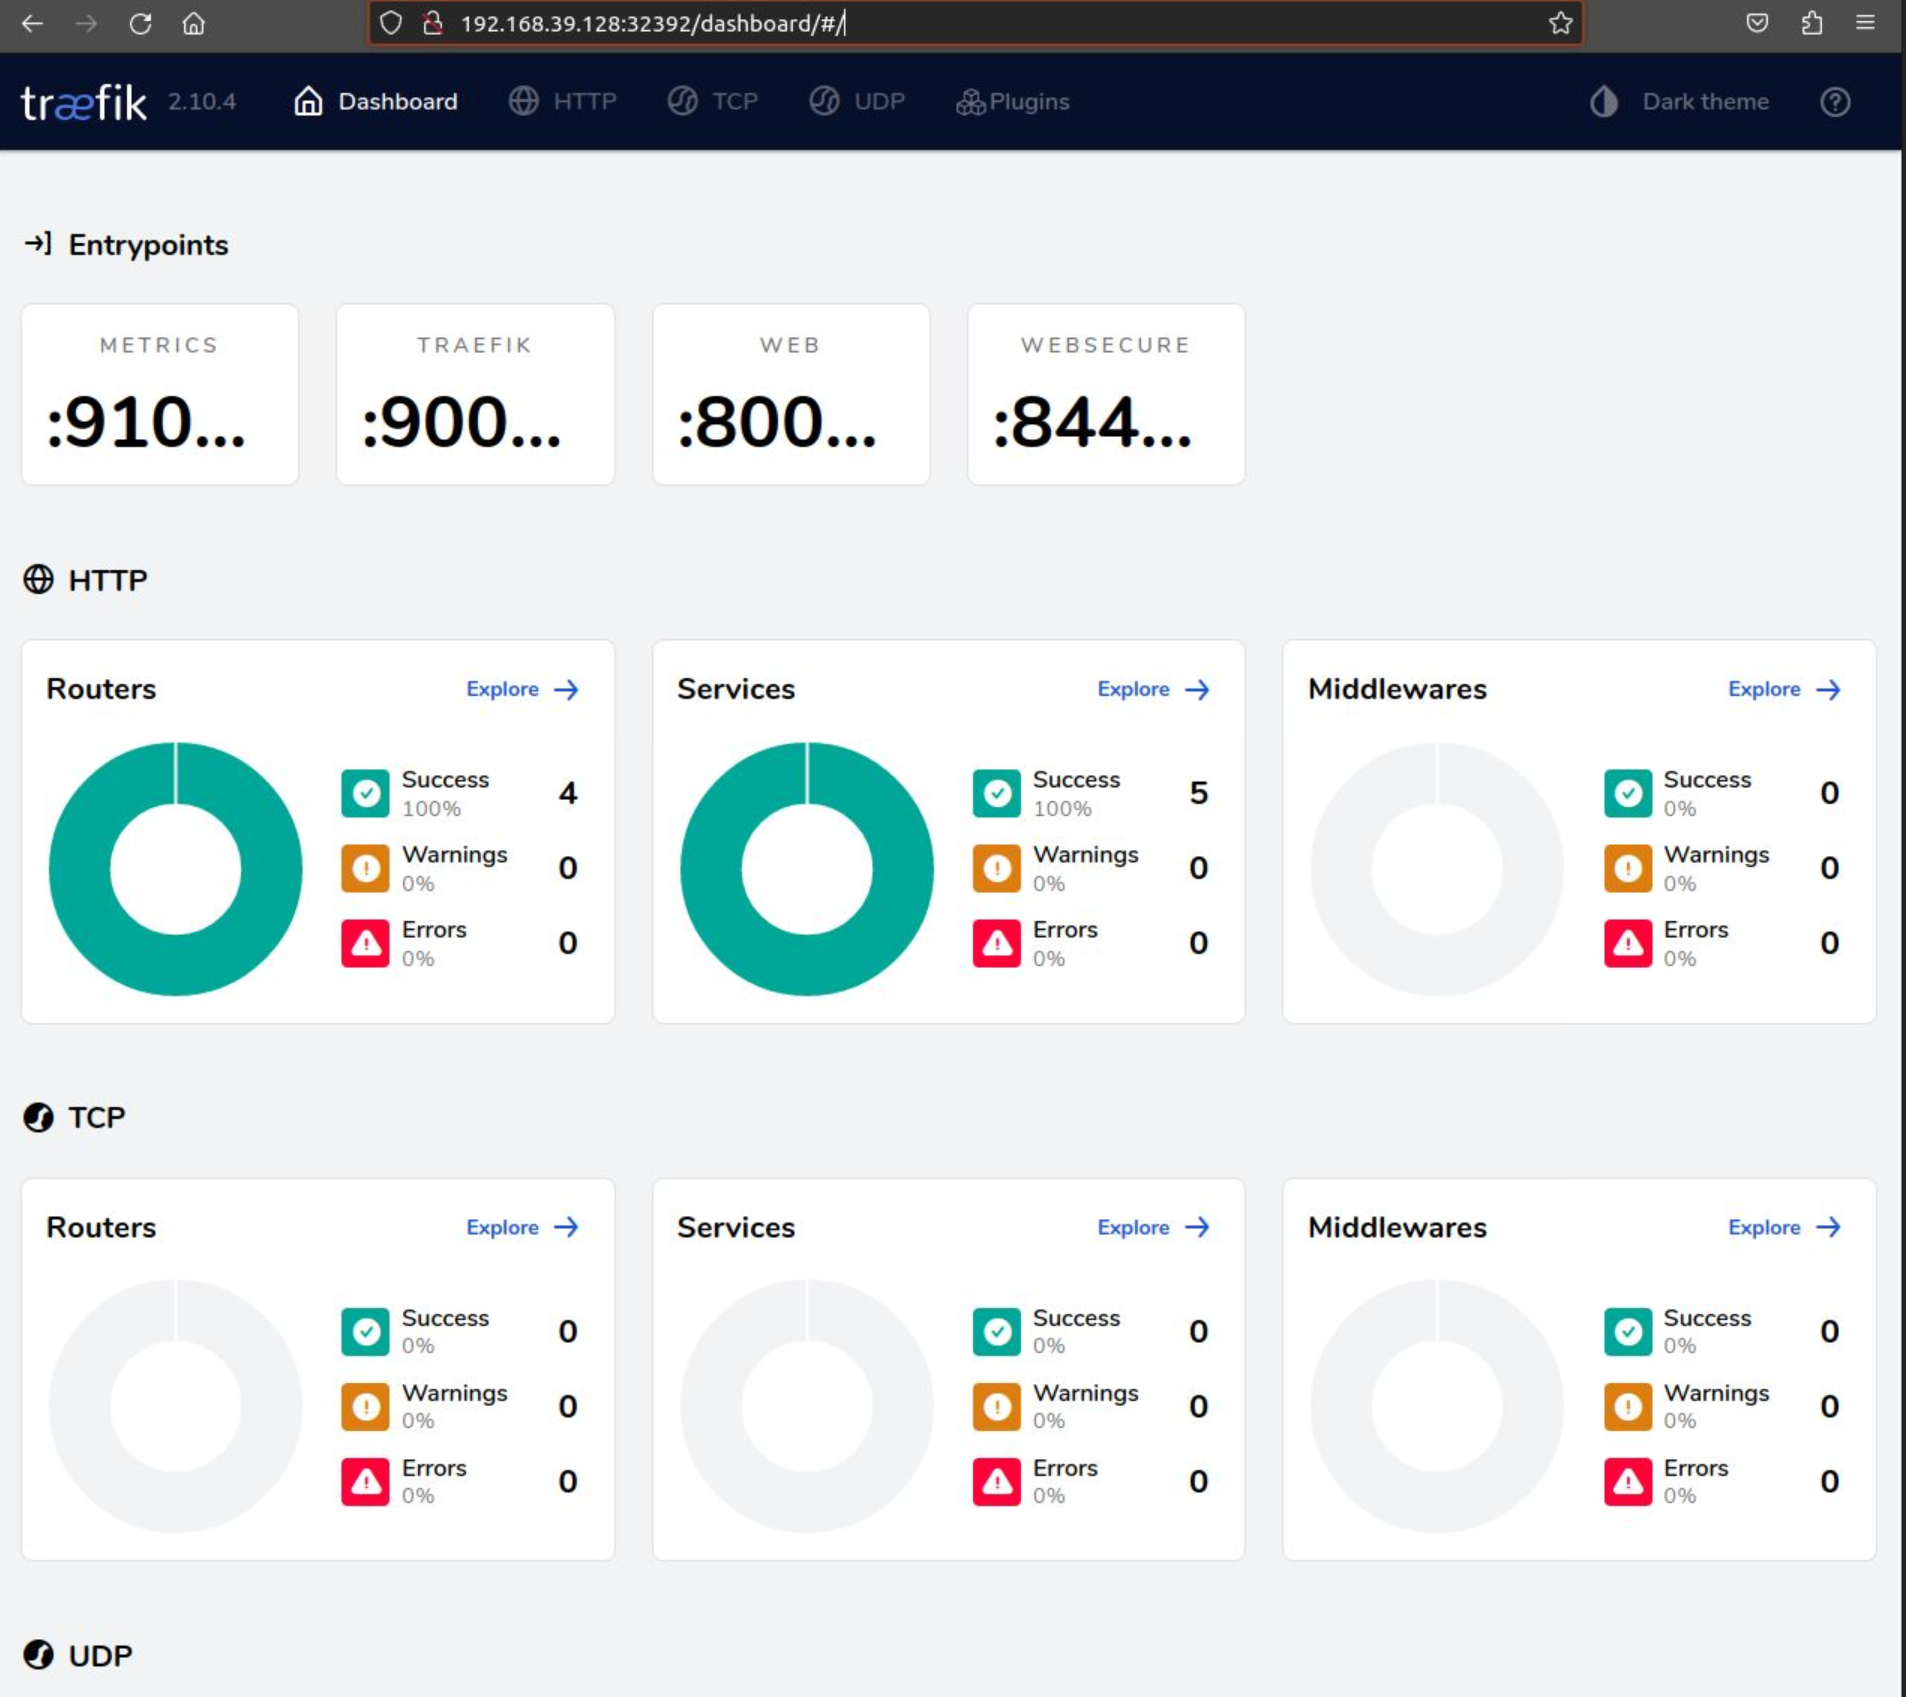 192.168.39.128:32392/dashboard/#/
træfik 2.10.4 Dashboard HTTP TCP UDP Plugins Dark theme
Entrypoints
METRICS TRAEFIK WEB WEBSECURE
:910... :900... :800... :844...
HTTP
Routers Explore
Success 4
100%
Warnings 0
0%
Errors 0
0%
Services Explore
Success 5
100%
Warnings 0
0%
Errors 0
0%
Middlewares Explore
Success 0
0%
Warnings 0
0%
Errors 0
0%
TCP
Routers Explore
Success 0
0%
Warnings 0
0%
Errors 0
0%
Services Explore
Success 0
0%
Warnings 0
0%
Errors 0
0%
Middlewares Explore
Success 0
0%
Warnings 0
0%
Errors 0
0%
UDP